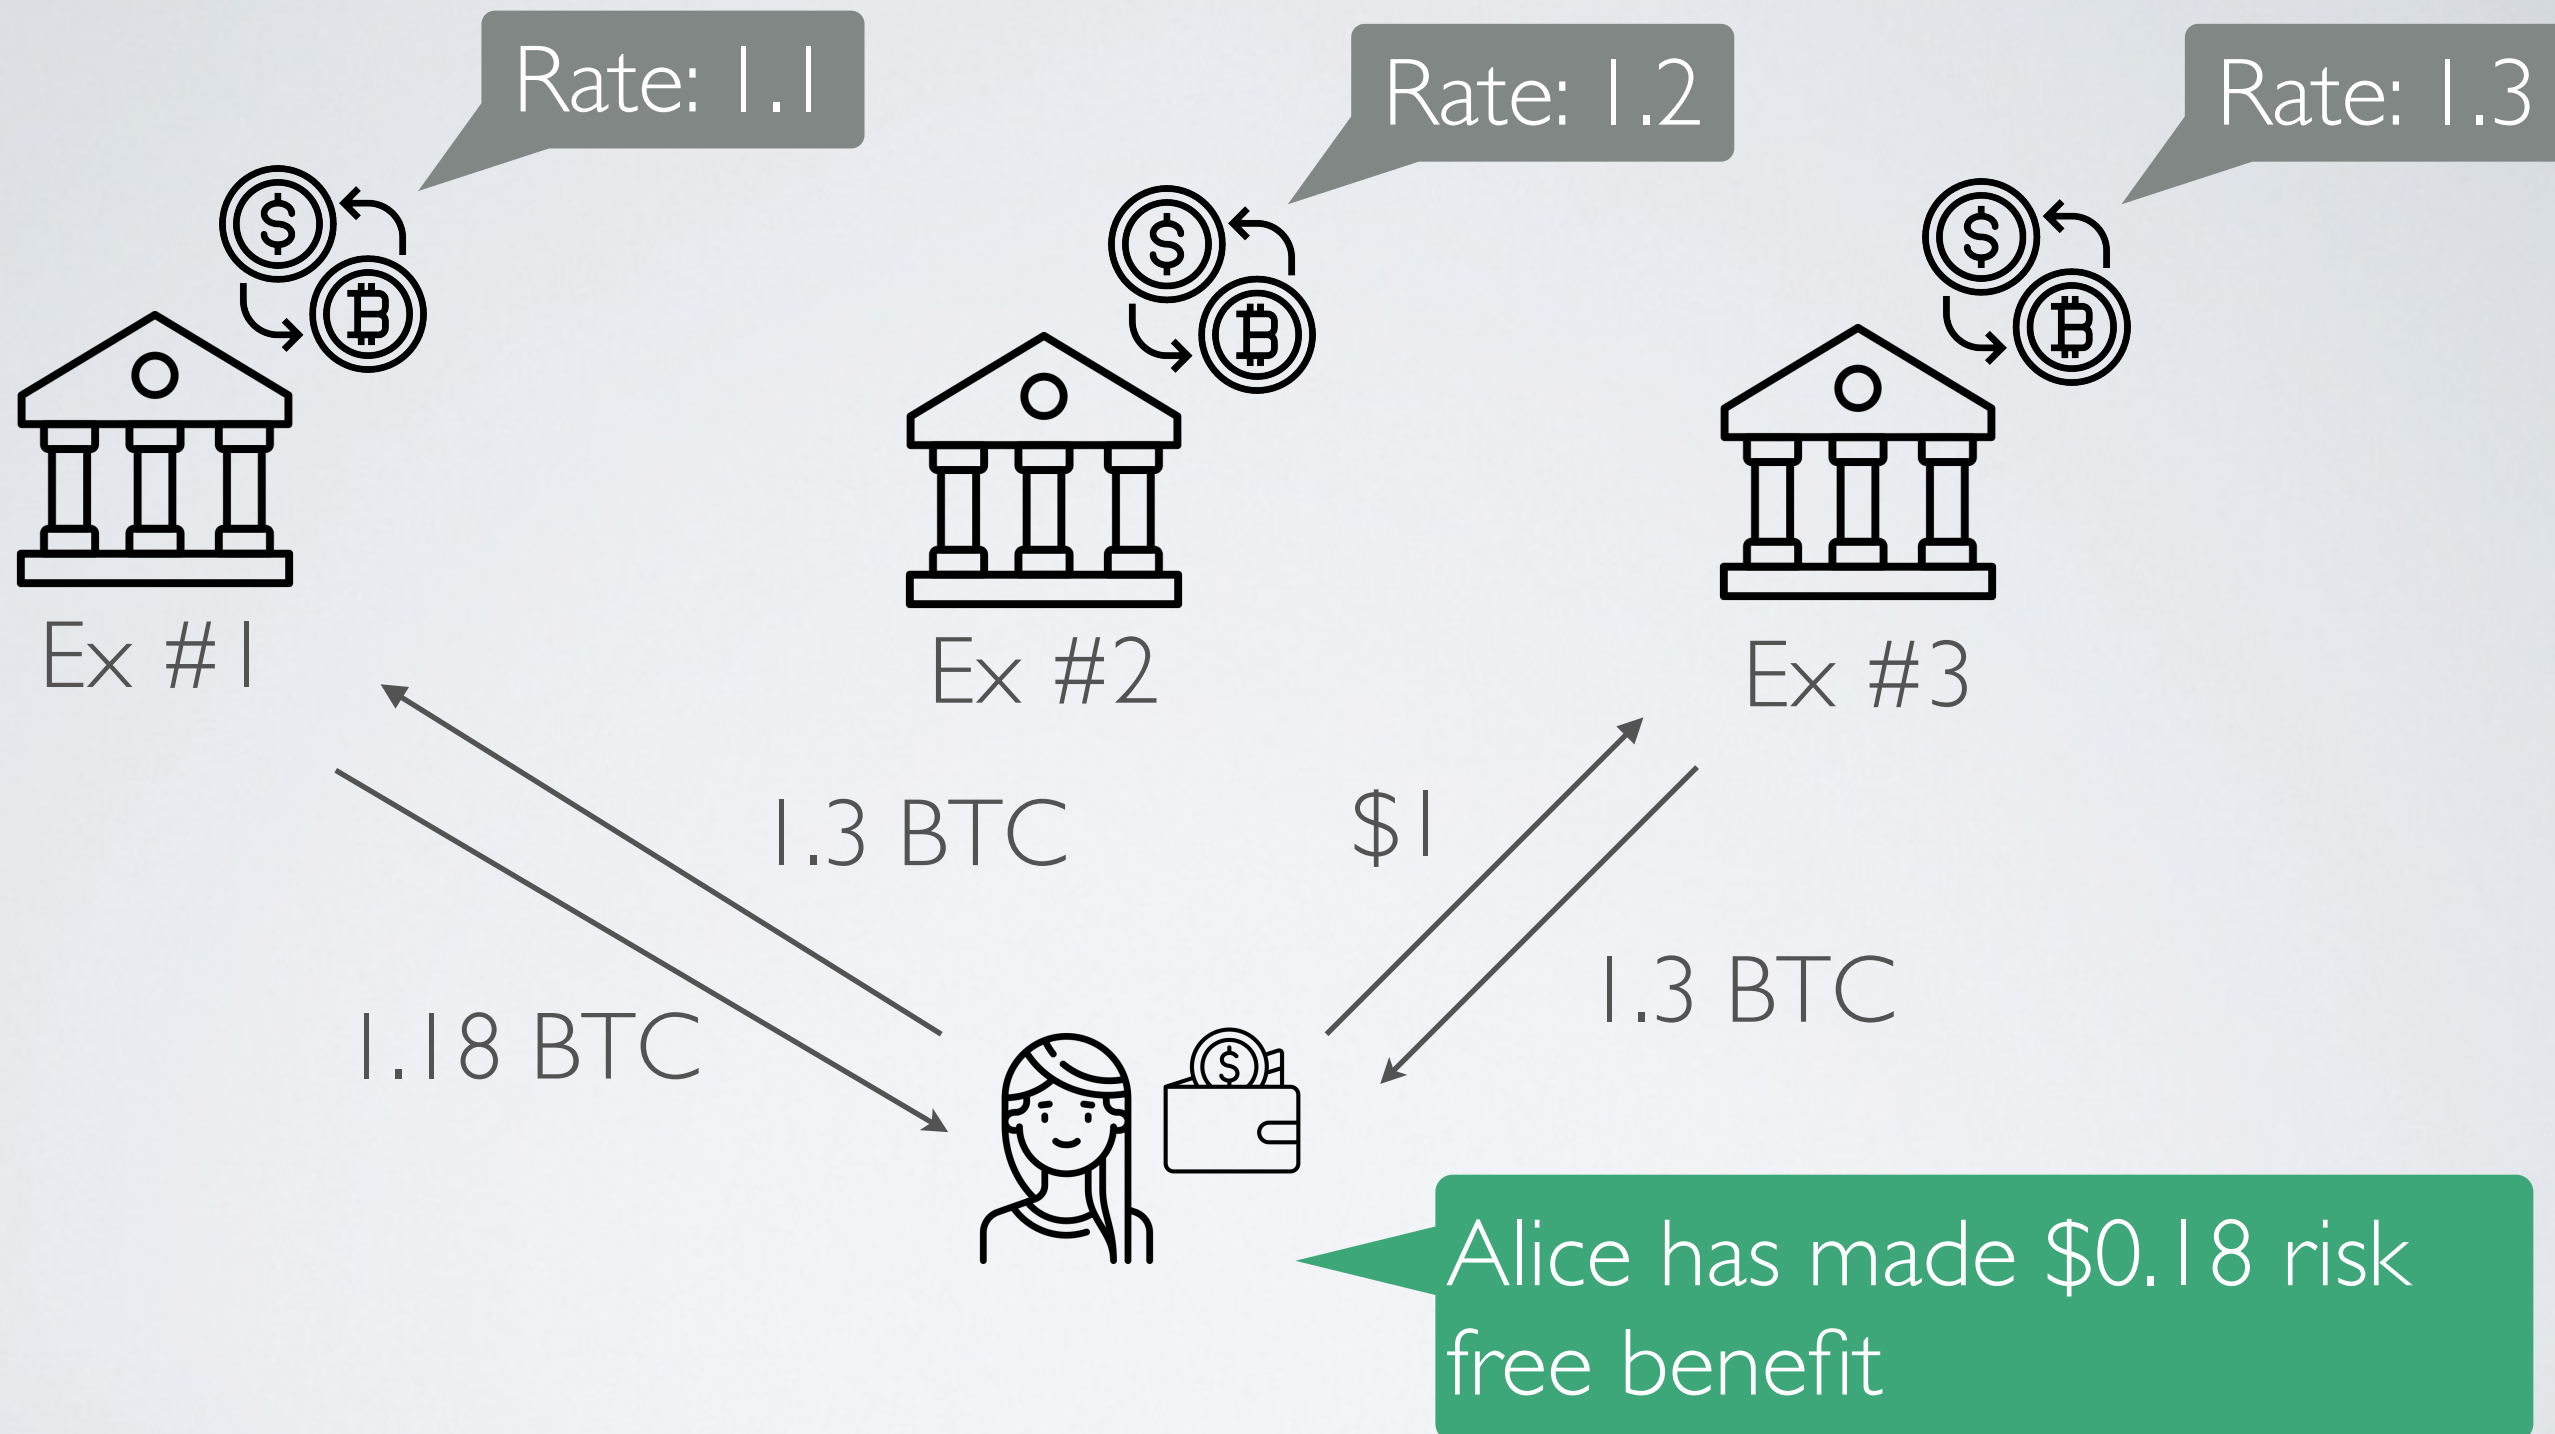 Rate: 1.1
Rate: 1.2
Rate: 1.3
Ex #1
Ex #2
Ex #3
1.3 BTC
$1
1.3 BTC
1.18 BTC
Alice has made $0.18 risk
free benefit